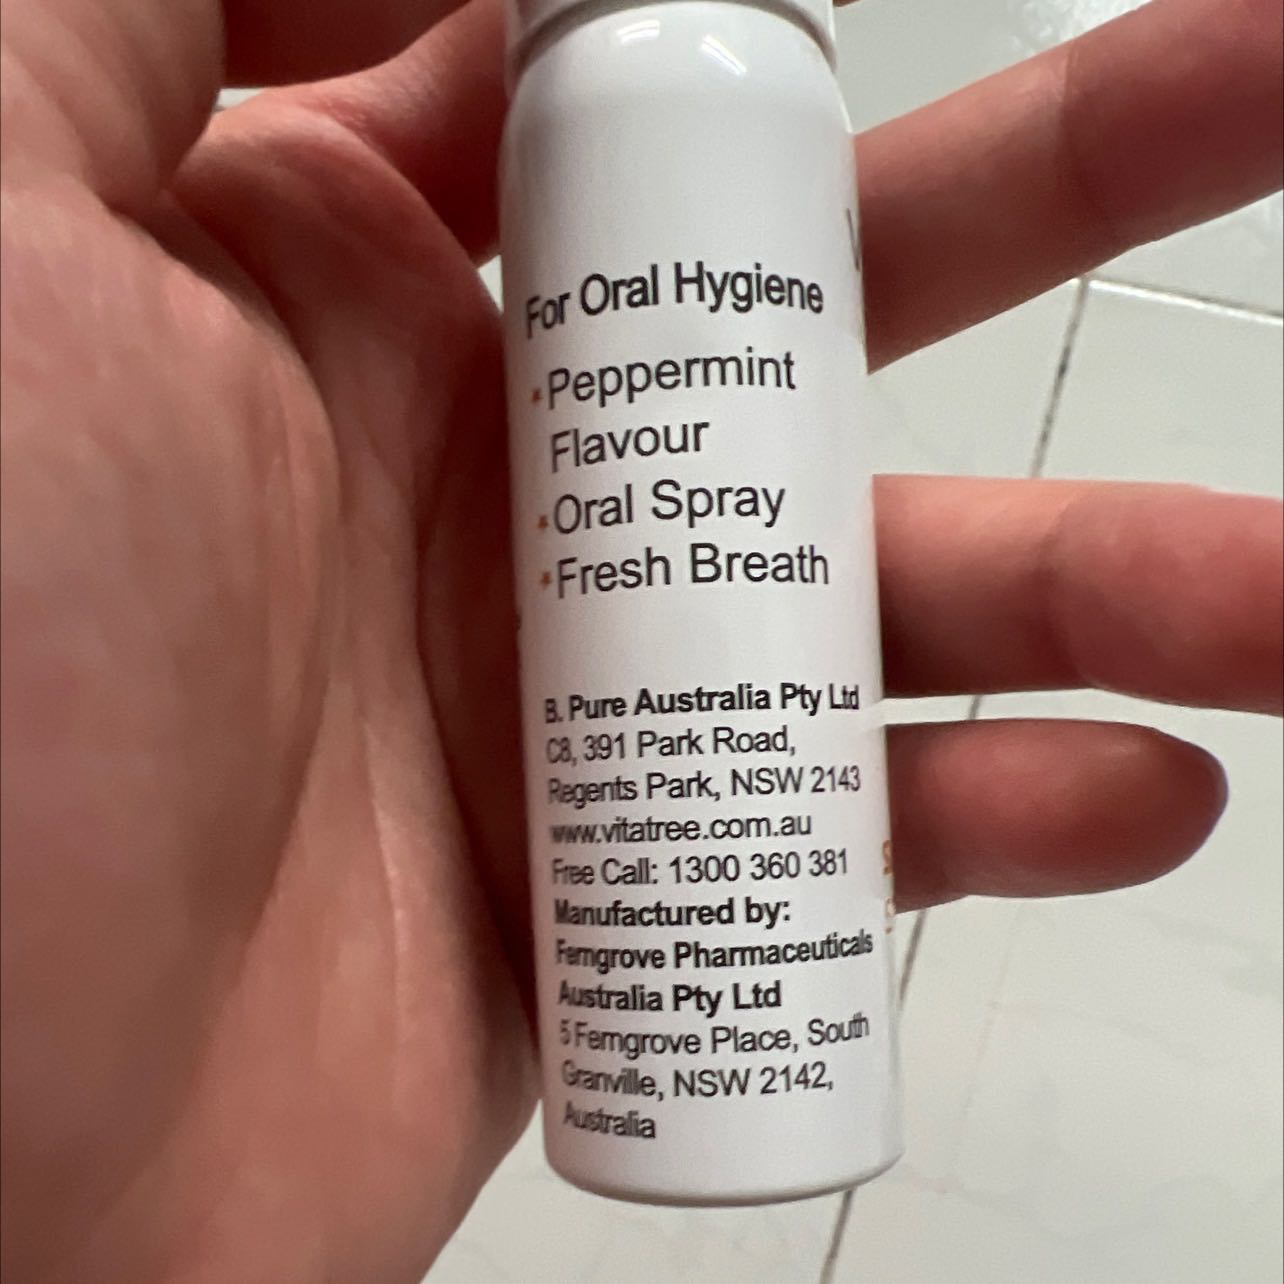 For Oral Hygiene
*Peppermint
Flavour
*Oral Spray
*Fresh Breath
B. Pure Australia Pty Ltd
C8, 391 Park Road,
Regents Park, NSW 2143
www.vitatree.com.au
Free Call: 1300 360 381
Manufactured by:
Ferngrove Pharmaceuticals
Australia Pty Ltd
5 Ferngrove Place, South
Granville, NSW 2142,
Australia